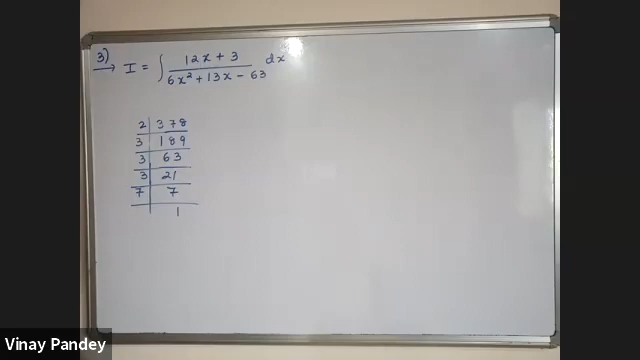 3) → I = ∫ (12x + 3)/(6x² + 13x - 63) dx
2 | 378
3 | 189
3 | 63
3 | 21
7 | 7
1
Vinay Pandey